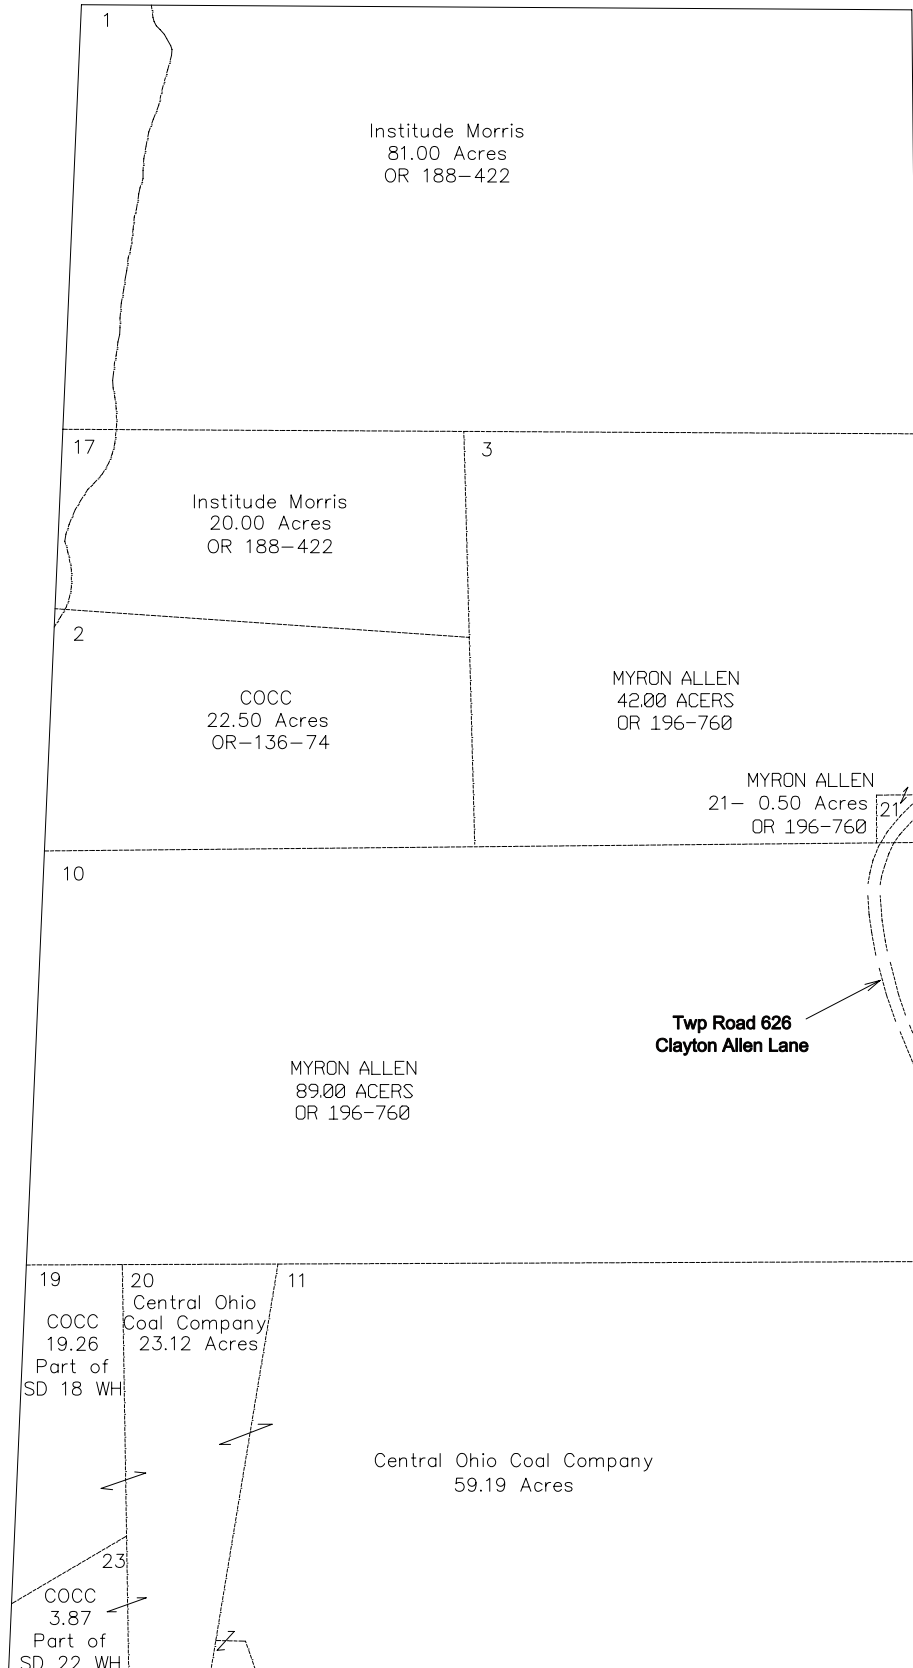 1
Institude Morris
81.00 Acres
OR 188-422
17
3
Institude Morris
20.00 Acres
OR 188-422
2
COCC
22.50 Acres
OR-136-74
MYRON ALLEN
42.00 ACERS
OR 196-760
MYRON ALLEN
21- 0.50 Acres
OR 196-760
21
10
Twp Road 626
Clayton Allen Lane
MYRON ALLEN
89.00 ACERS
OR 196-760
19
COCC
19.26
Part of
SD 18 WH
20
Central Ohio
Coal Company
23.12 Acres
11
Central Ohio Coal Company
59.19 Acres
23
COCC
3.87
Part of
SD 22 WH